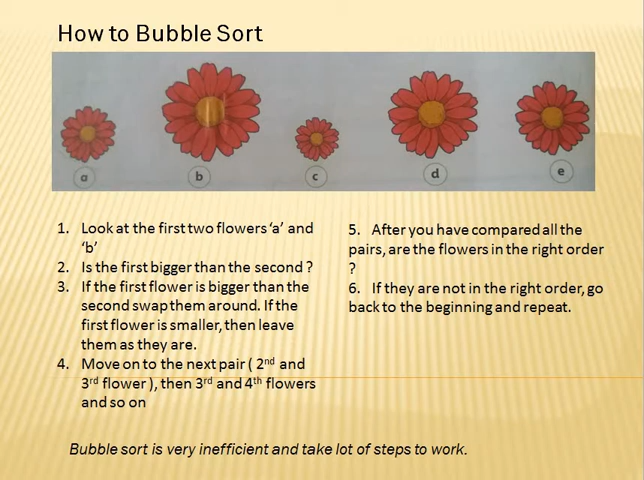 How to Bubble Sort
a
b
c
d
e
1. Look at the first two flowers ‘a’ and
‘b’
2. Is the first bigger than the second ?
3. If the first flower is bigger than the
second swap them around. If the
first flower is smaller, then leave
them as they are.
4. Move on to the next pair ( 2nd and
3rd flower ), then 3rd and 4th flowers
and so on
5. After you have compared all the
pairs, are the flowers in the right order
?
6. If they are not in the right order, go
back to the beginning and repeat.
Bubble sort is very inefficient and take lot of steps to work.